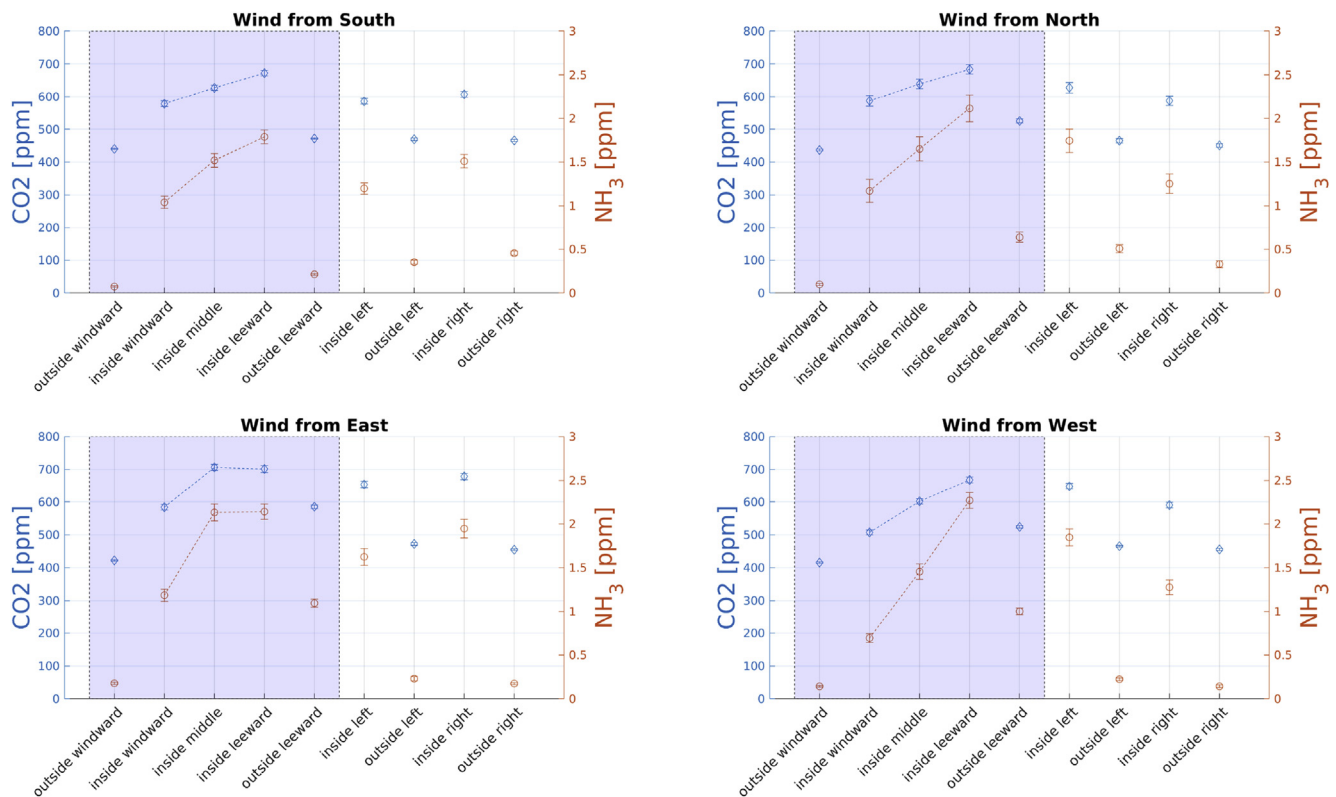 Wind from South
800
700
600
500
400
300
200
100
0
CO2 [ppm]
3
2.5
2
1.5
1
0.5
0
NH3 [ppm]
outside windward
inside windward
inside middle
inside leeward
outside leeward
inside left
outside left
inside right
outside right
Wind from North
800
700
600
500
400
300
200
100
0
CO2 [ppm]
3
2.5
2
1.5
1
0.5
0
NH3 [ppm]
outside windward
inside windward
inside middle
inside leeward
outside leeward
inside left
outside left
inside right
outside right
Wind from East
800
700
600
500
400
300
200
100
0
CO2 [ppm]
3
2.5
2
1.5
1
0.5
0
NH3 [ppm]
outside windward
inside windward
inside middle
inside leeward
outside leeward
inside left
outside left
inside right
outside right
Wind from West
800
700
600
500
400
300
200
100
0
CO2 [ppm]
3
2.5
2
1.5
1
0.5
0
NH3 [ppm]
outside windward
inside windward
inside middle
inside leeward
outside leeward
inside left
outside left
inside right
outside right